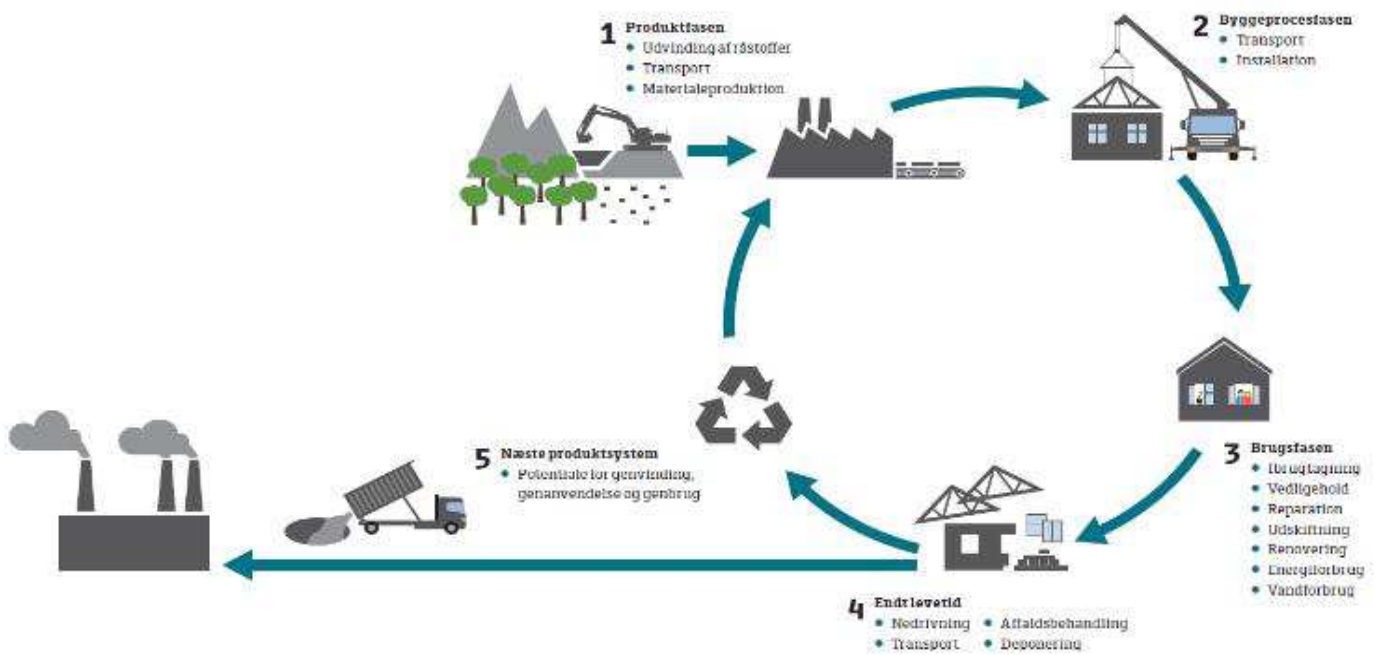 1 Produktfasen
• Udvinding af råstoffer
• Transport
• Materialeproduktion
2 Byggeprocesfasen
• Transport
• Installation
3 Brugsfasen
• Ibrugtagning
• Vedligehold
• Reparation
• Udskiftning
• Renovering
• Energiforbrug
• Vandforbrug
4 Endt levetid
• Nedrivning • Affaldsbehandling
• Transport • Deponering
5 Næste produktsystem
• Potentiale for genvinding,
genanvendelse og genbrug